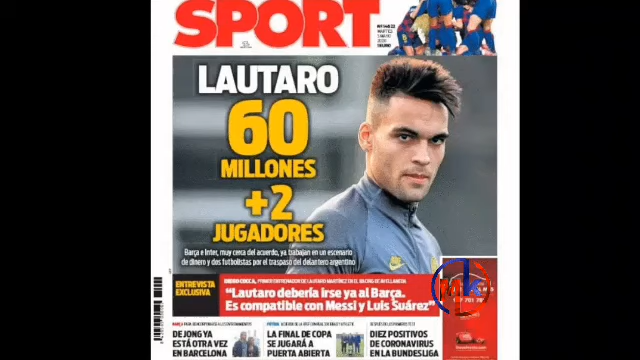 SPORT
MARTES
LAUTARO
60
MILLONES
+2
JUGADORES
Barça e Inter, muy cerca del acuerdo, ya trabajan en un escenario
de dinero y dos futbolistas por el traspaso del delantero argentino
ENTREVISTA
EXCLUSIVA
“Lautaro debería irse ya al Barça.
Es compatible con Messi y Luis Suárez”
DE JONG YA
ESTÁ OTRA VEZ
EN BARCELONA
LA FINAL DE COPA
SE JUGARÁ A
PUERTA ABIERTA
DIEZ POSITIVOS
DE CORONAVIRUS
EN LA BUNDESLIGA